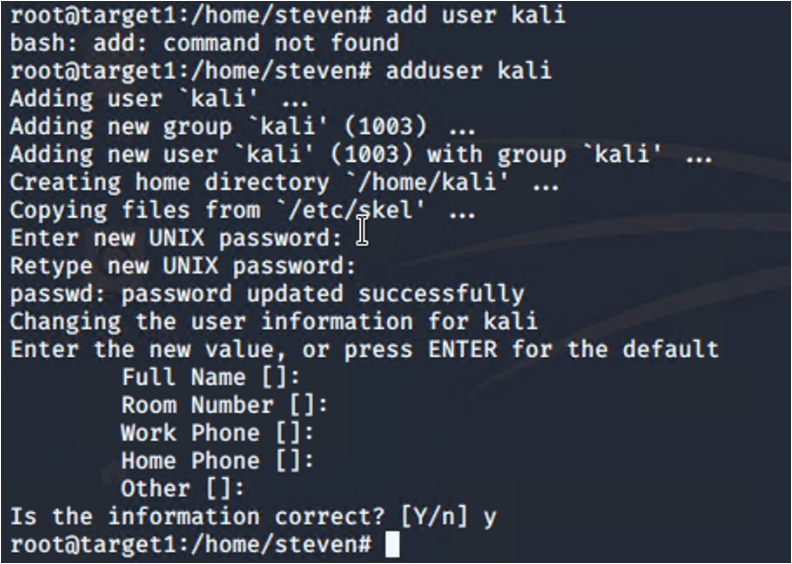 root@target1:/home/steven# add user kali
bash: add: command not found
root@target1:/home/steven# adduser kali
Adding user `kali' ...
Adding new group `kali' (1003) ...
Adding new user `kali' (1003) with group `kali' ...
Creating home directory `/home/kali' ...
Copying files from `/etc/skel' ...
Enter new UNIX password:
Retype new UNIX password:
passwd: password updated successfully
Changing the user information for kali
Enter the new value, or press ENTER for the default
Full Name []:
Room Number []:
Work Phone []:
Home Phone []:
Other []:
Is the information correct? [Y/n] y
root@target1:/home/steven#